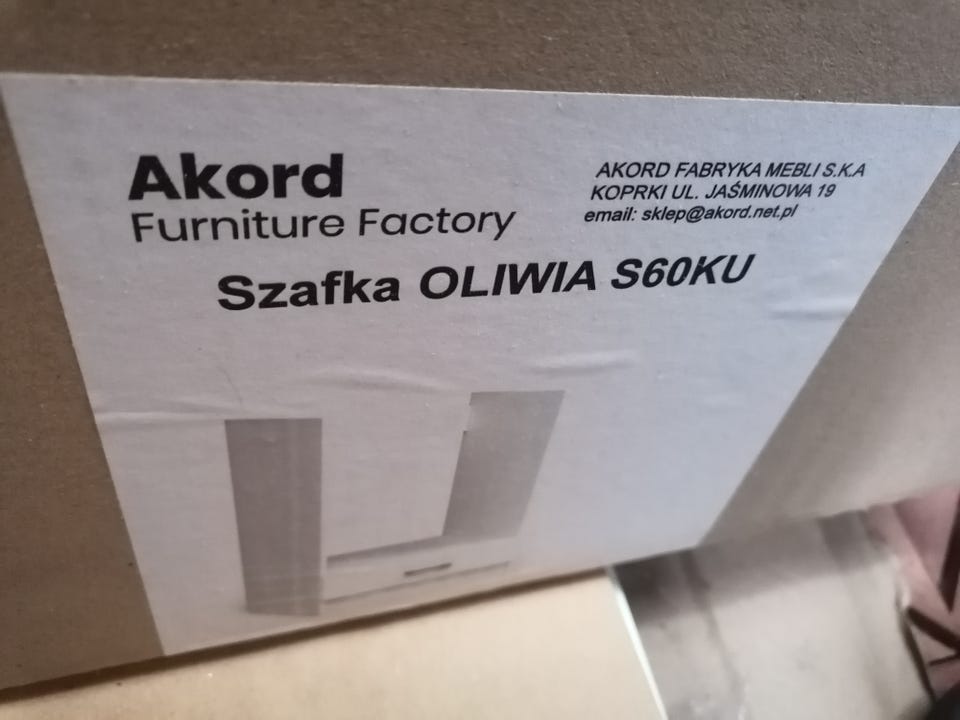 Akord
Furniture Factory
AKORD FABRYKA MEBLI S.K.A
KOPRKI UL. JAŚMINOWA 19
email: sklep@akord.net.pl
Szafka OLIWIA S60KU